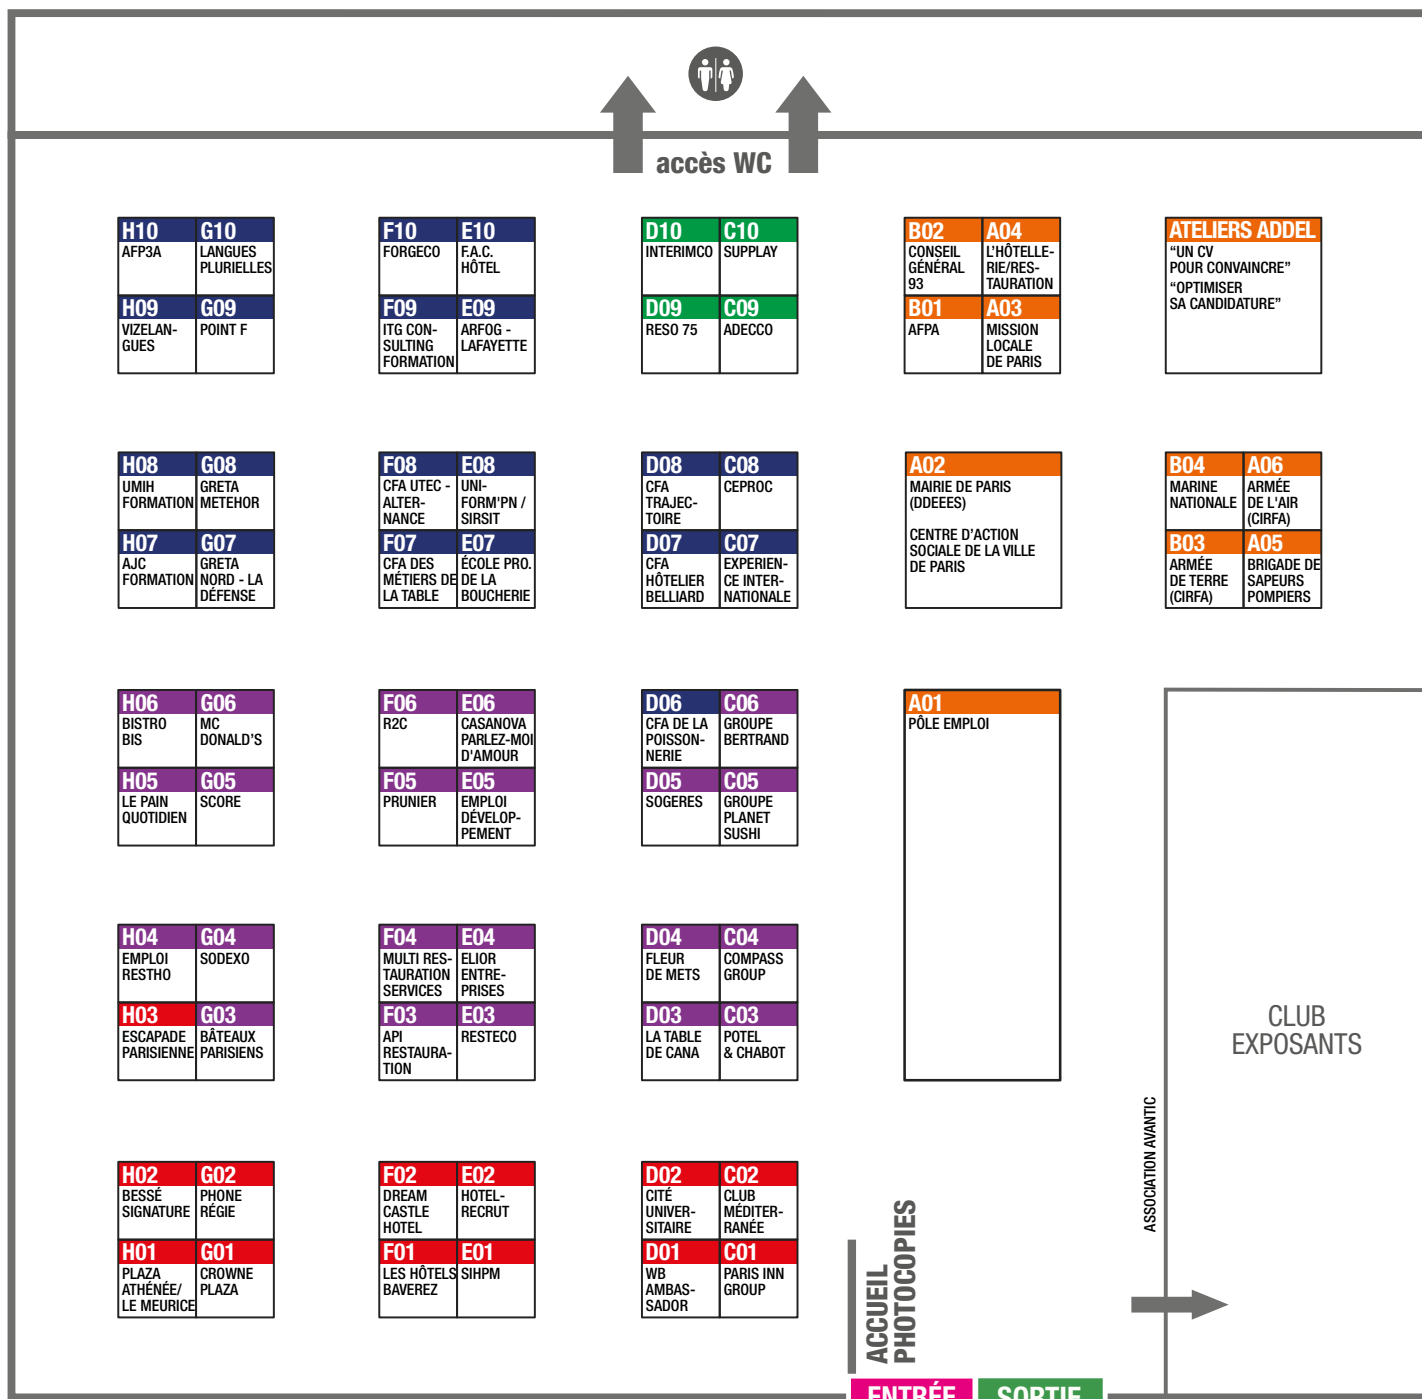 accès WC
H10 G10
AFP3A
LANGUES
PLURIELLES
H09 G09
VIZELAN-
GUES
POINT F
F10 E10
FORGECO
F.A.C.
HÔTEL
F09 E09
ITG CON-
SULTING
FORMATION
ARFOG -
LAFAYETTE
D10 C10
INTERIMCO
SUPPLAY
D09 C09
RESO 75
ADECCO
B02 A04
CONSEIL
GÉNÉRAL
93
L'HÔTELLE-
RIE/RES-
TAURATION
B01 A03
AFPA
MISSION
LOCALE
DE PARIS
ATELIERS ADDEL
“UN CV
POUR CONVAINCRE”
“OPTIMISER
SA CANDIDATURE”
H08 G08
UMIH
FORMATION
GRETA
METEHOR
H07 G07
AJC
FORMATION
GRETA
NORD - LA
DÉFENSE
F08 E08
CFA UTEC -
ALTER-
NANCE
UNI-
FORM'PN /
SIRSIT
F07 E07
CFA DES
MÉTIERS DE
LA TABLE
ÉCOLE PRO.
DE LA
BOUCHERIE
D08 C08
CFA
TRAJEC-
TOIRE
CEPROC
D07 C07
CFA
HÔTELIER
BELLIARD
EXPERIEN-
CE INTER-
NATIONALE
A02
MAIRIE DE PARIS
(DDEEES)
CENTRE D'ACTION
SOCIALE DE LA VILLE
DE PARIS
B04 A06
MARINE
NATIONALE
ARMÉE
DE L'AIR
(CIRFA)
B03 A05
ARMÉE
DE TERRE
(CIRFA)
BRIGADE DE
SAPEURS
POMPIERS
H06 G06
BISTRO
BIS
MC
DONALD'S
H05 G05
LE PAIN
QUOTIDIEN
SCORE
F06 E06
R2C
CASANOVA
PARLEZ-MOI
D'AMOUR
F05 E05
PRUNIER
EMPLOI
DÉVELOP-
PEMENT
D06 C06
CFA DE LA
POISSON-
NERIE
GROUPE
BERTRAND
D05 C05
SOGERES
GROUPE
PLANET
SUSHI
A01
PÔLE EMPLOI
H04 G04
EMPLOI
RESTHO
SODEXO
H03 G03
ESCAPADE
PARISIENNE
BÂTEAUX
PARISIENS
F04 E04
MULTI RES-
TAURATION
SERVICES
ELIOR
ENTRE-
PRISES
F03 E03
API
RESTAURA-
TION
RESTECO
D04 C04
FLEUR
DE METS
COMPASS
GROUP
D03 C03
LA TABLE
DE CANA
POTEL
& CHABOT
CLUB
EXPOSANTS
ASSOCIATION AVANTIC
H02 G02
BESSÉ
SIGNATURE
PHONE
RÉGIE
H01 G01
PLAZA
ATHÉNÉE/
LE MEURICE
CROWNE
PLAZA
F02 E02
DREAM
CASTLE
HOTEL
HOTEL-
RECRUT
F01 E01
LES HÔTELS
BAVEREZ
SIHPM
D02 C02
CITÉ
UNIVER-
SITAIRE
CLUB
MÉDITER-
RANÉE
D01 C01
WB
AMBAS-
SADOR
PARIS INN
GROUP
ACCUEIL
PHOTOCOPIES
ENTRÉE
SORTIE